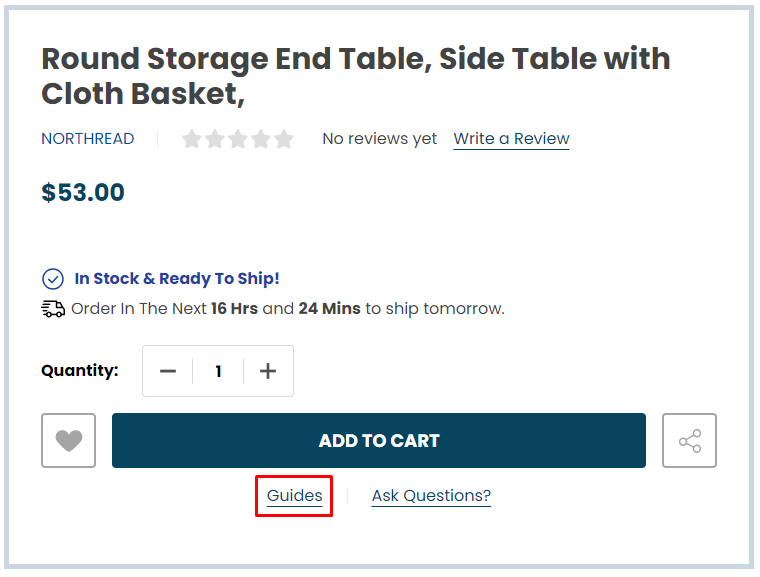 Round Storage End Table, Side Table with
Cloth Basket,
NORTHREAD No reviews yet Write a Review
$53.00
In Stock & Ready To Ship!
Order In The Next 16 Hrs and 24 Mins to ship tomorrow.
Quantity: 1
ADD TO CART
Guides Ask Questions?